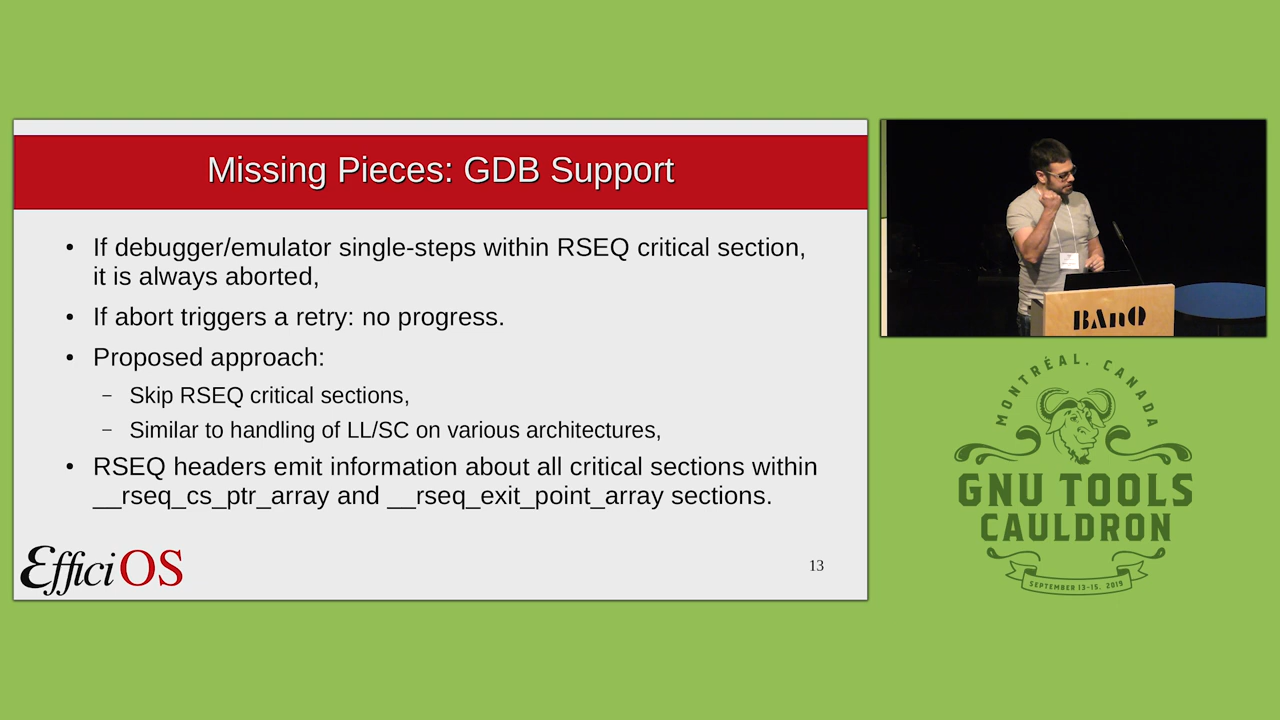 Missing Pieces: GDB Support
• If debugger/emulator single-steps within RSEQ critical section,
it is always aborted,
• If abort triggers a retry: no progress.
• Proposed approach:
– Skip RSEQ critical sections,
– Similar to handling of LL/SC on various architectures,
• RSEQ headers emit information about all critical sections within
__rseq_cs_ptr_array and __rseq_exit_point_array sections.
EfficiOS
13
BAnQ
MONTRÉAL. CANADA
GNU TOOLS
CAULDRON
SEPTEMBER 13-15, 2019